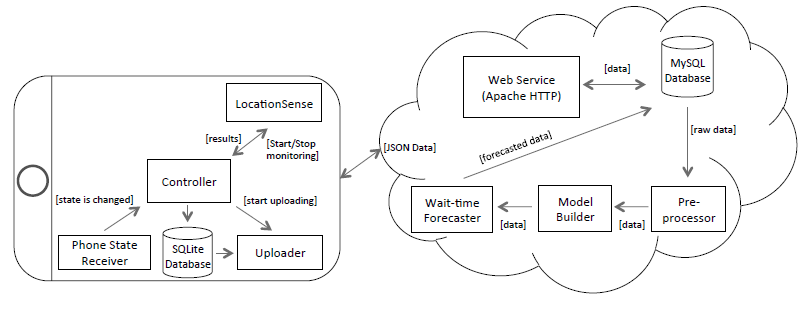 LocationSense
[results]
[Start/Stop
monitoring]
Controller
[state is changed]
[start uploading]
Phone State
Receiver
SQLite
Database
Uploader
[JSON Data]
Web Service
(Apache HTTP)
[data]
MySQL
Database
[forecasted data]
[raw data]
Wait-time
Forecaster
[data]
Model
Builder
[data]
Pre-
processor